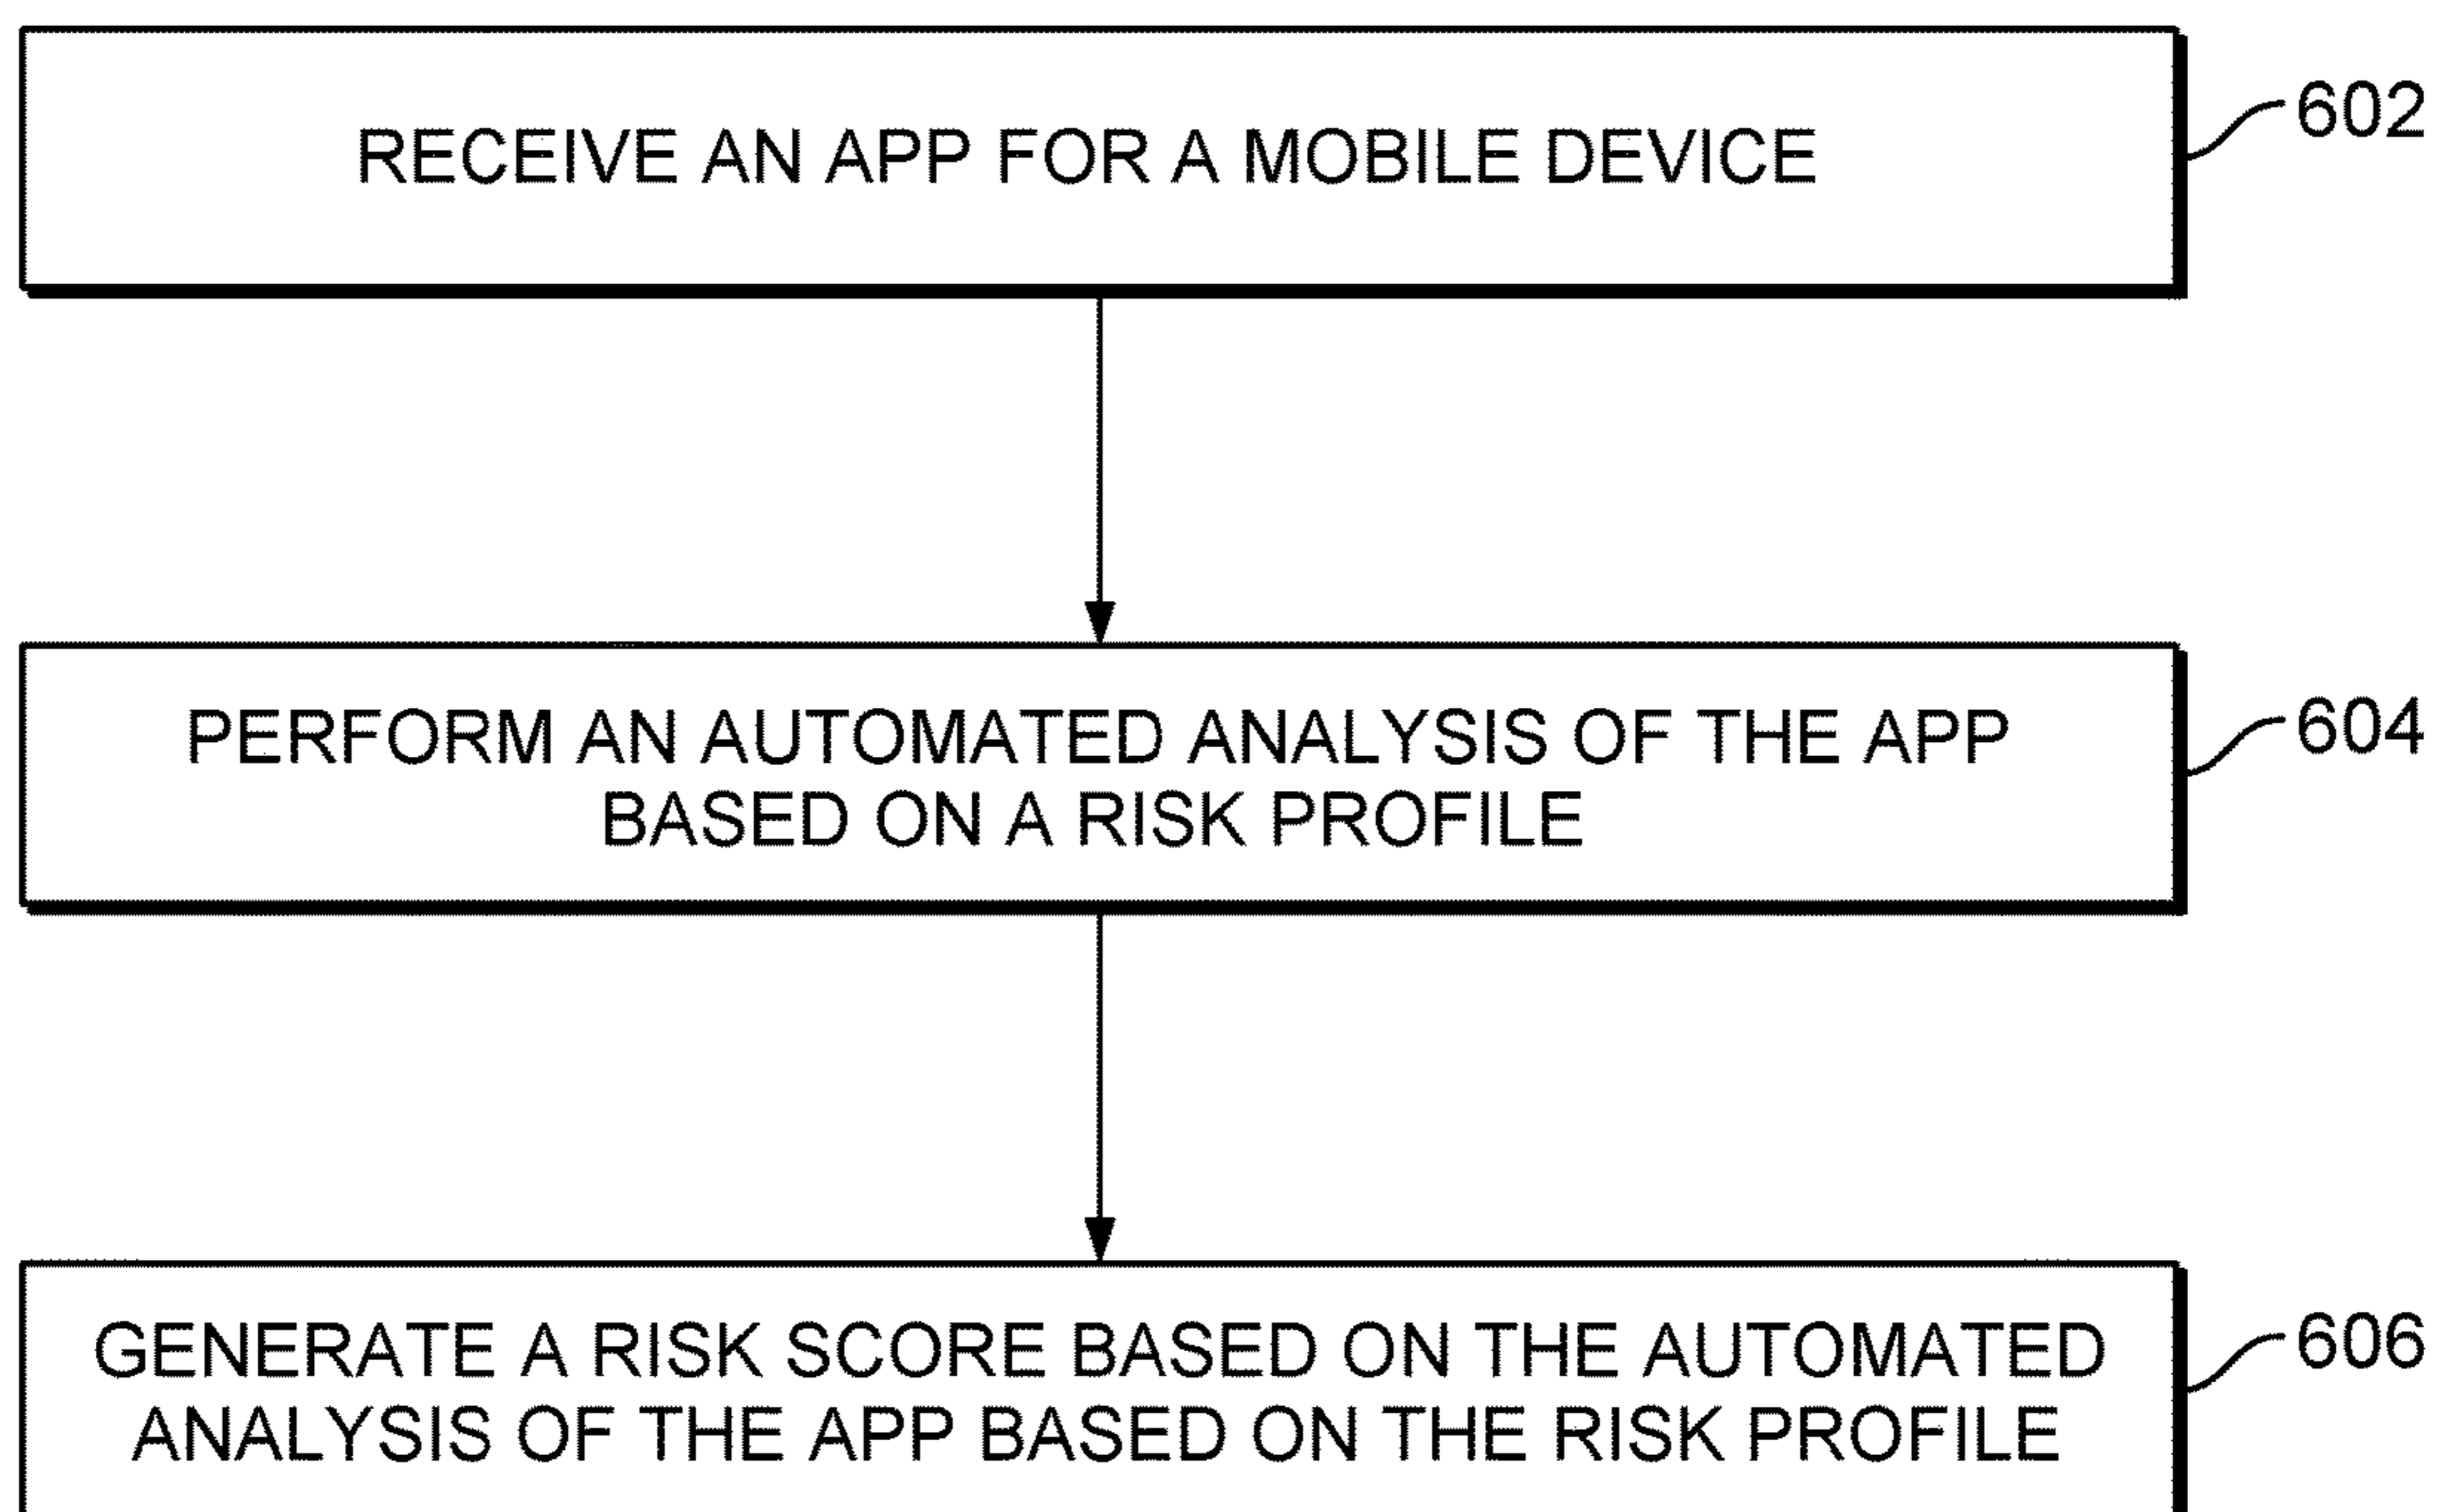 RECEIVE AN APP FOR A MOBILE DEVICE
602
PERFORM AN AUTOMATED ANALYSIS OF THE APP
BASED ON A RISK PROFILE
604
GENERATE A RISK SCORE BASED ON THE AUTOMATED
ANALYSIS OF THE APP BASED ON THE RISK PROFILE
606